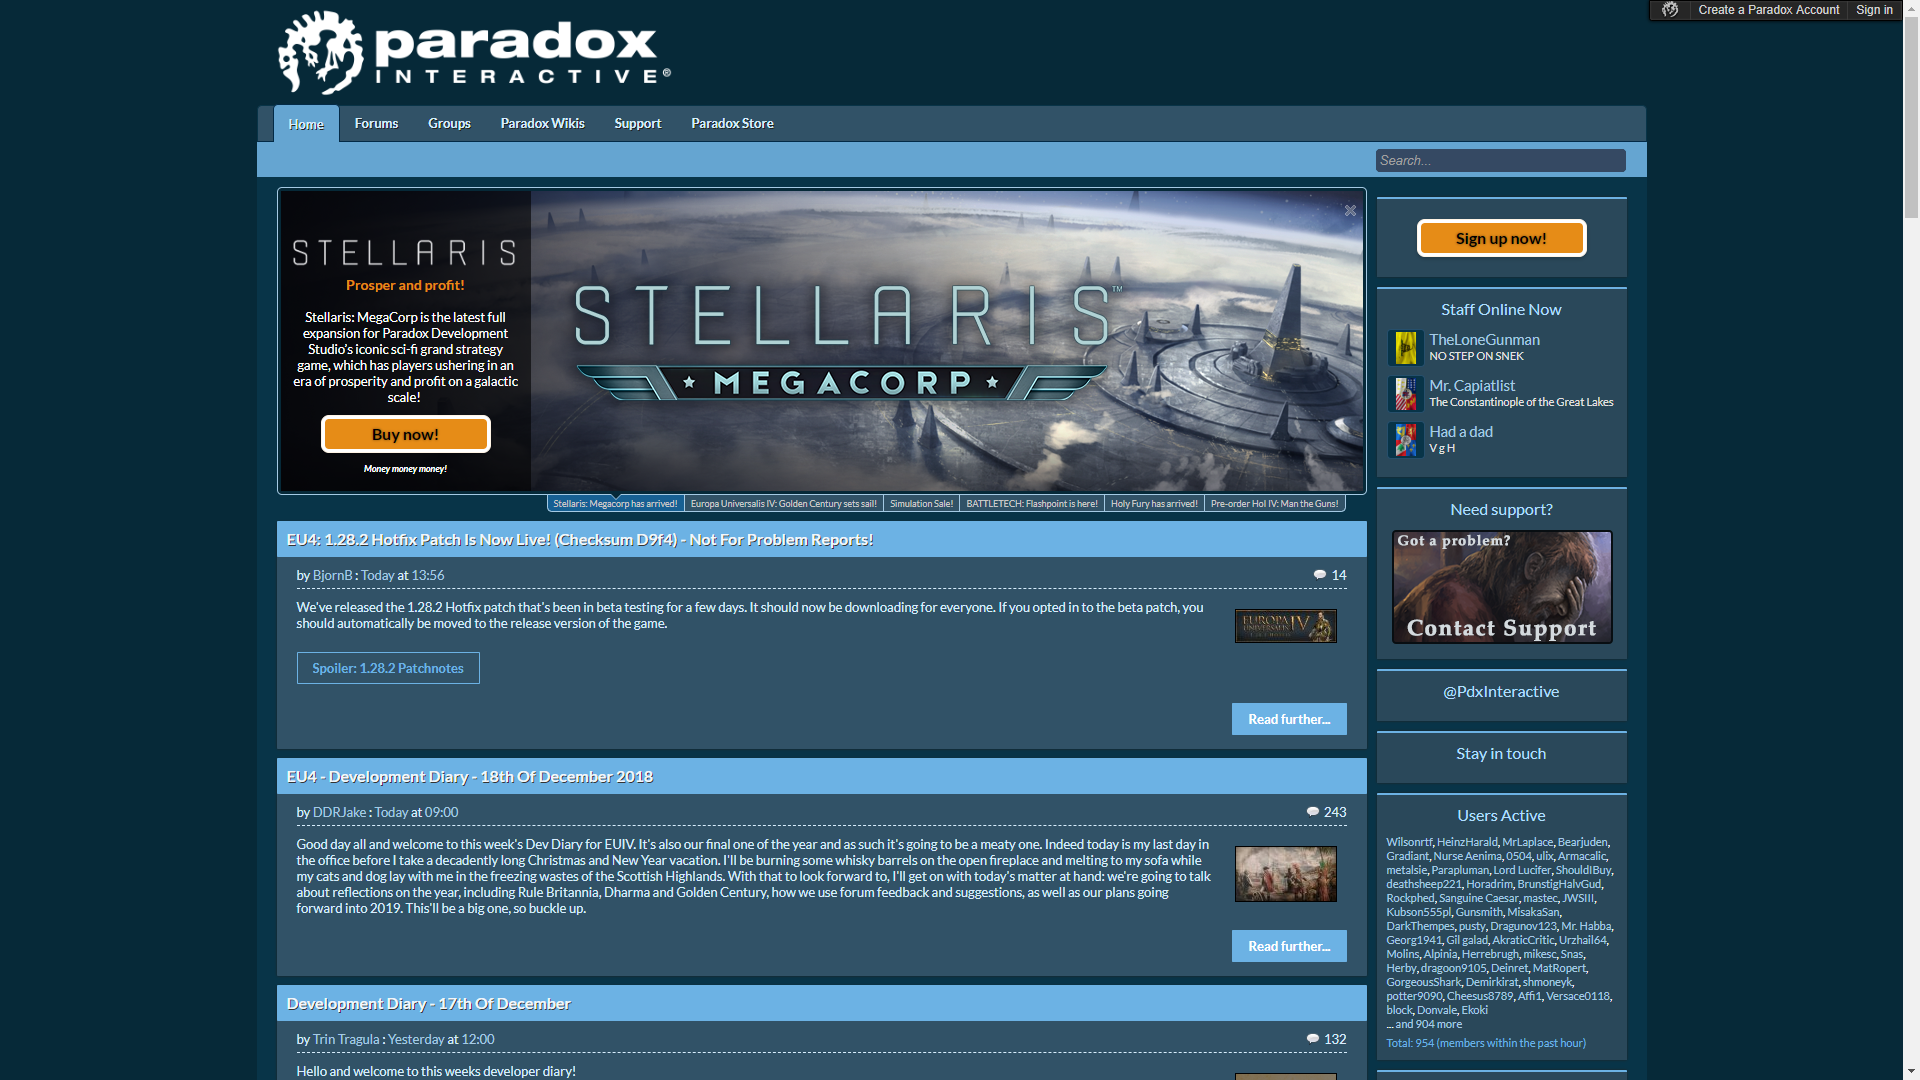 Create a Paradox Account Sign in
paradox
INTERACTIVE®
Home Forums Groups Paradox Wikis Support Paradox Store
Search...
STELLARIS
Prosper and profit!
Stellaris: MegaCorp is the latest full
expansion for Paradox Development
Studio's iconic sci-fi grand strategy
game, which has players ushering in an
era of prosperity and profit on a galactic
scale!
Buy now!
Money money money!
STELLARIS™
MEGACORP
Stellaris: Megacorp has arrived! Europa Universalis IV: Golden Century sets sail! Simulation Sale! BATTLETECH: Flashpoint is here! Holy Fury has arrived! Pre-order HoI IV: Man the Guns!
EU4: 1.28.2 Hotfix Patch Is Now Live! (Checksum D9f4) - Not For Problem Reports!
by BjornB : Today at 13:56 14
We've released the 1.28.2 Hotfix patch that's been in beta testing for a few days. It should now be downloading for everyone. If you opted in to the beta patch, you
should automatically be moved to the release version of the game.
EUROPA
UNIVERSALIS IV
Spoiler: 1.28.2 Patchnotes
Read further...
EU4 - Development Diary - 18th Of December 2018
by DDRJake : Today at 09:00 243
Good day all and welcome to this week's Dev Diary for EUIV. It's also our final one of the year and as such it's going to be a meaty one. Indeed today is my last day in
the office before I take a decadently long Christmas and New Year vacation. I'll be burning some whisky barrels on the open fireplace and melting to my sofa while
my cats and dog lay with me in the freezing wastes of the Scottish Highlands. With that to look forward to, I'll get on with today's matter at hand: we're going to talk
about reflections on the year, including Rule Britannia, Dharma and Golden Century, how we use forum feedback and suggestions, as well as our plans going
forward into 2019. This'll be a big one, so buckle up.
Read further...
Development Diary - 17th Of December
by Trin Tragula : Yesterday at 12:00 132
Hello and welcome to this weeks developer diary!
Sign up now!
Staff Online Now
TheLoneGunman
NO STEP ON SNEK
Mr. Capiatlist
The Constantinople of the Great Lakes
Had a dad
V g H
Need support?
Got a problem?
Contact Support
@PdxInteractive
Stay in touch
Users Active
Wilsonrtf, HeinzHarald, MrLaplace, Bearjuden,
Gradiant, Nurse Aenima, 0504, ulix, Armacalic,
metalsie, Parapluman, Lord Lucifer, ShouldIBuy,
deathsheep221, Horadrim, BrunstigHalvGud,
Rockphed, Sanguine Caesar, mastec, JWSIII,
Kubson555pl, Gunsmith, MisakaSan,
DarkThempes, pusty, Dragunov123, Mr. Habba,
Georg1941, Gil galad, AkraticCritic, Urzhail64,
Molins, Alpinia, Herrebrugh, mikesc, Snas,
Herby, dragoon9105, Deinret, MatRopert,
GorgeousShark, Demirkirat, shmoneyk,
potter9090, Cheesus8789, Affi1, Versace0118,
block, Donvale, Ekoki
... and 904 more
Total: 954 (members within the past hour)